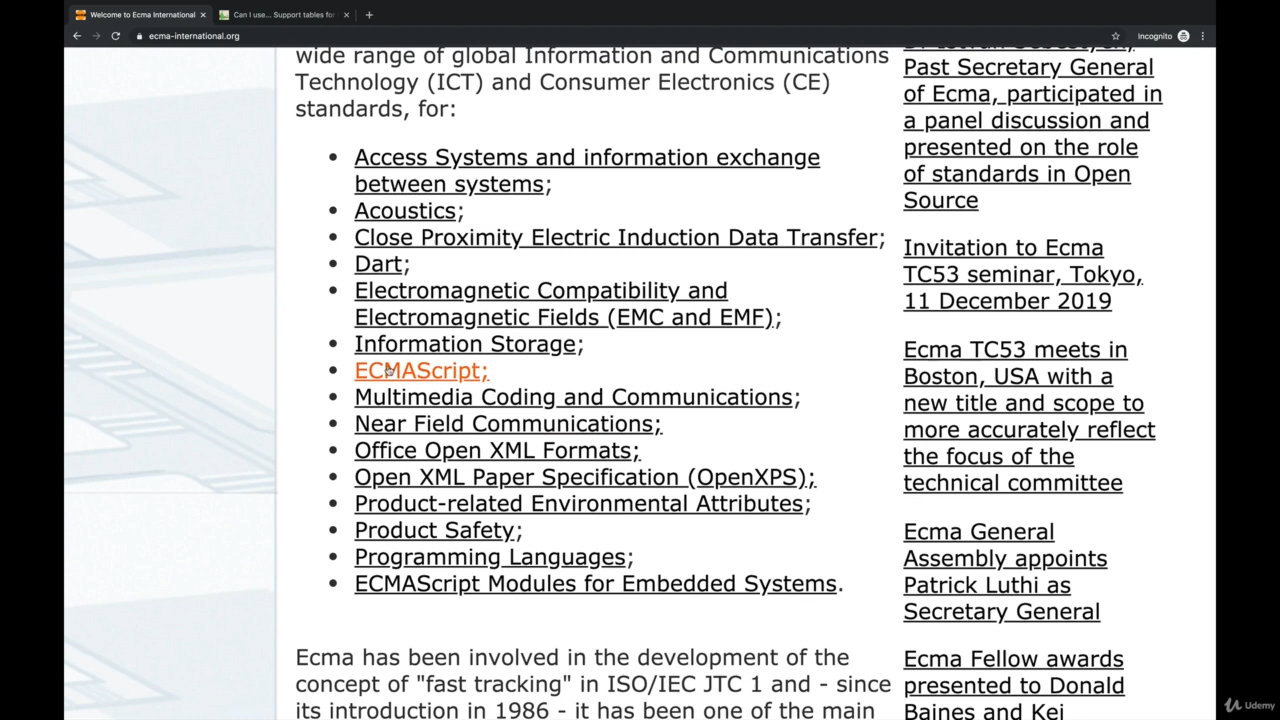 Welcome to Ecma International
Can I use... Support tables for
ecma-international.org
Incognito
wide range of global Information and Communications
Technology (ICT) and Consumer Electronics (CE)
standards, for:
Access Systems and information exchange
between systems;
Acoustics;
Close Proximity Electric Induction Data Transfer;
Dart;
Electromagnetic Compatibility and
Electromagnetic Fields (EMC and EMF);
Information Storage;
ECMAScript;
Multimedia Coding and Communications;
Near Field Communications;
Office Open XML Formats;
Open XML Paper Specification (OpenXPS);
Product-related Environmental Attributes;
Product Safety;
Programming Languages;
ECMAScript Modules for Embedded Systems.
Ecma has been involved in the development of the
concept of "fast tracking" in ISO/IEC JTC 1 and - since
its introduction in 1986 - it has been one of the main
Past Secretary General
of Ecma, participated in
a panel discussion and
presented on the role
of standards in Open
Source
Invitation to Ecma
TC53 seminar, Tokyo,
11 December 2019
Ecma TC53 meets in
Boston, USA with a
new title and scope to
more accurately reflect
the focus of the
technical committee
Ecma General
Assembly appoints
Patrick Luthi as
Secretary General
Ecma Fellow awards
presented to Donald
Baines and Kei
Udemy